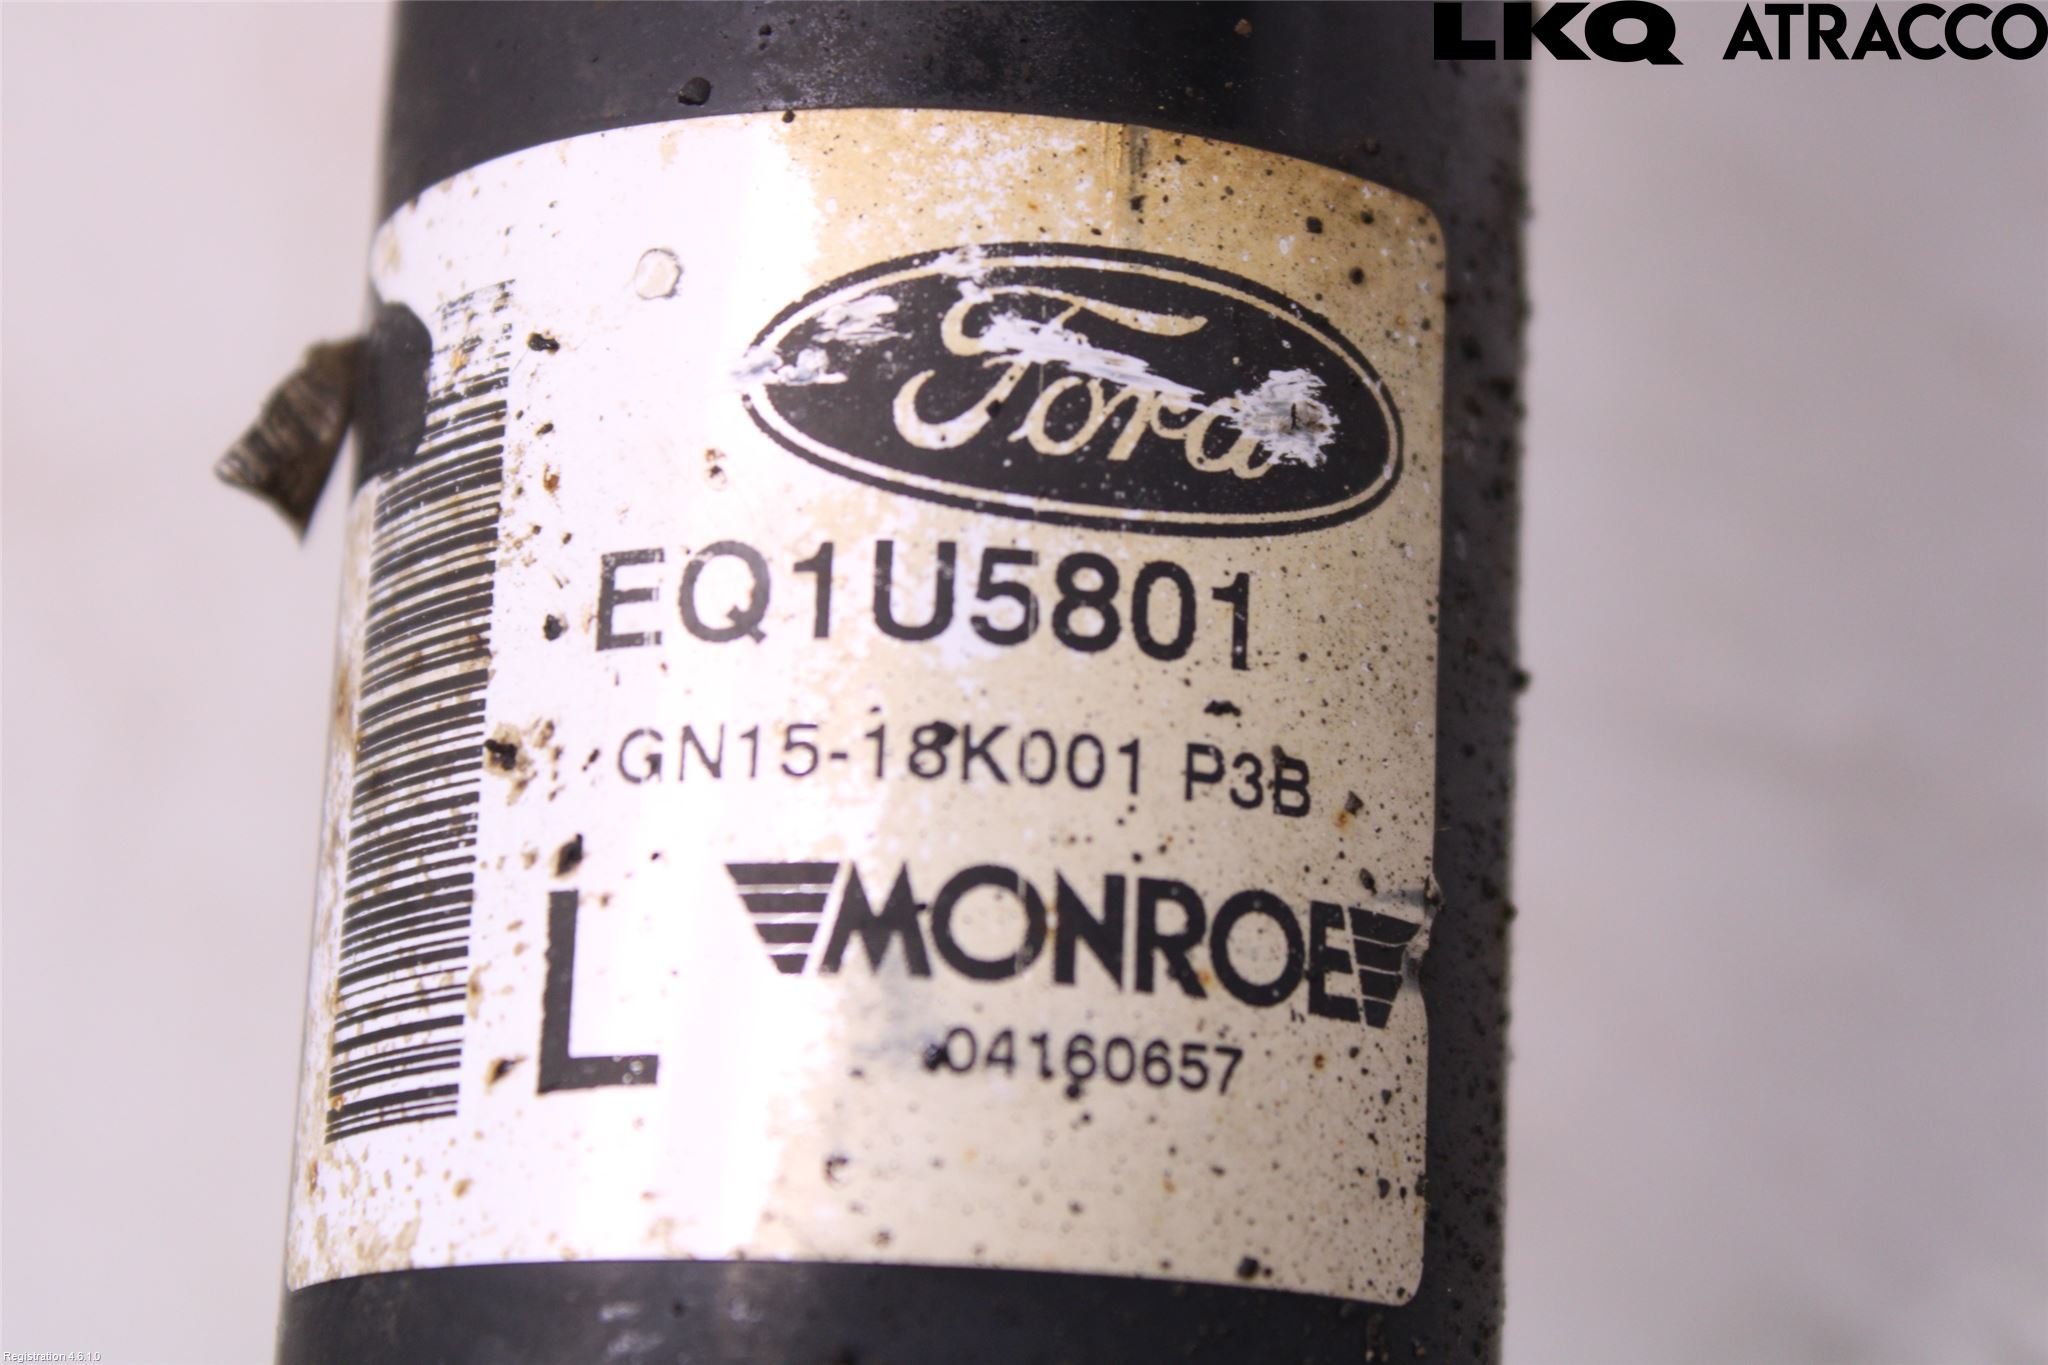 LKQ ATRACCO
Ford
EQ1U5801
GN15-18K001 P3B
L
MONROE
04160657
Registration 4.6.1.0